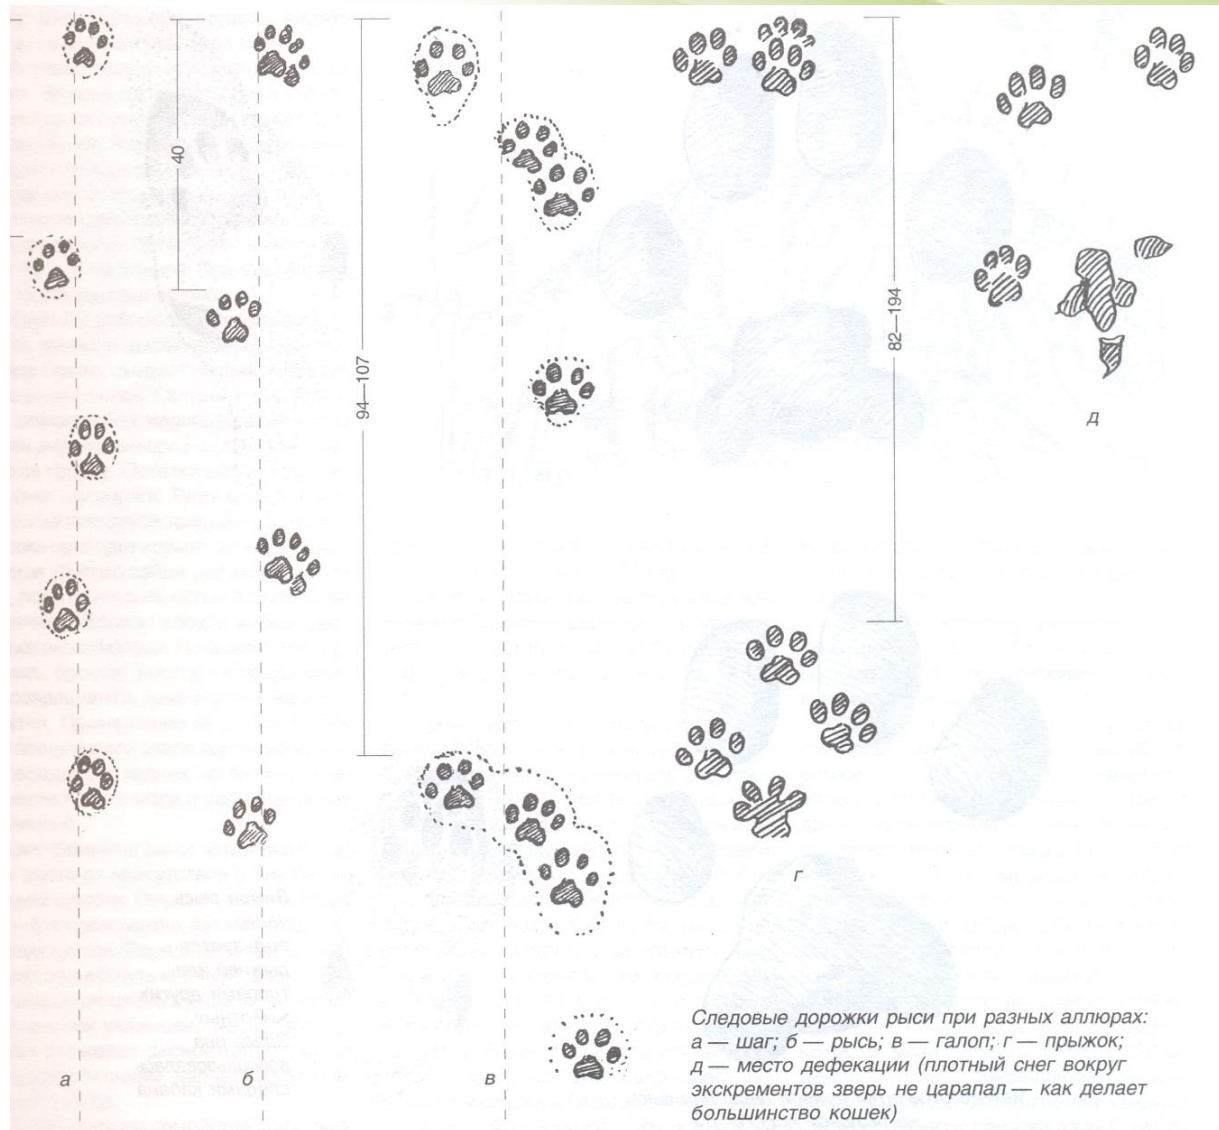 40
94—107
82—194
а
б
в
г
д
Следовые дорожки рыси при разных аллюрах:
а — шаг; б — рысь; в — галоп; г — прыжок;
д — место дефекации (плотный снег вокруг
экскрементов зверь не царапал — как делает
большинство кошек)